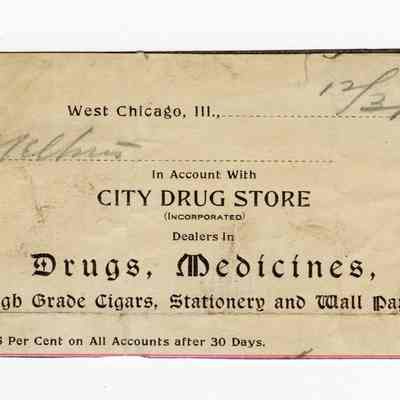 West Chicago, Ill.,
In Account With
CITY DRUG STORE
(INCORPORATED)
Dealers in
Drugs, Medicines,
gh Grade Cigars, Stationery and Wall Pa
Per Cent on All Accounts after 30 Days.